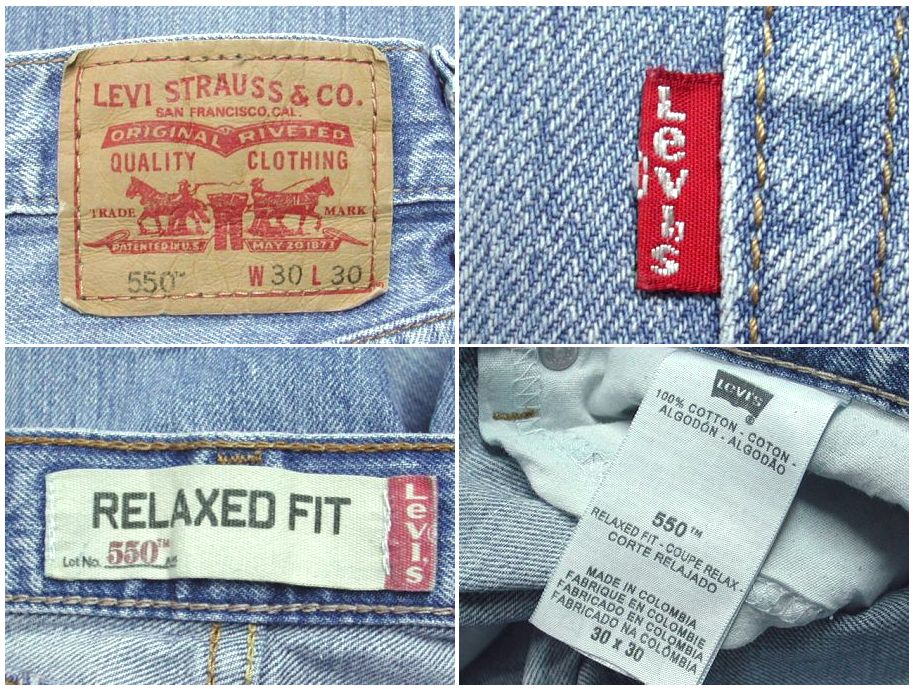 LEVI STRAUSS & CO.
SAN FRANCISCO, CAL.
ORIGINAL RIVETED
QUALITY CLOTHING
TRADE MARK
PATENTED IN U.S. MAY 20 1873
550™ W 30 L 30
Levi's
RELAXED FIT
Lot No. 550™
Levi's
Levi's®
100% COTTON - COTON -
ALGODÓN - ALGODÃO
550™
RELAXED FIT - COUPE RELAX -
CORTE RELAJADO
MADE IN COLOMBIA
FABRIQUE EN COLOMBIE
FABRICADO EN COLOMBIA
FABRICADO NA COLÔMBIA
30 x 30